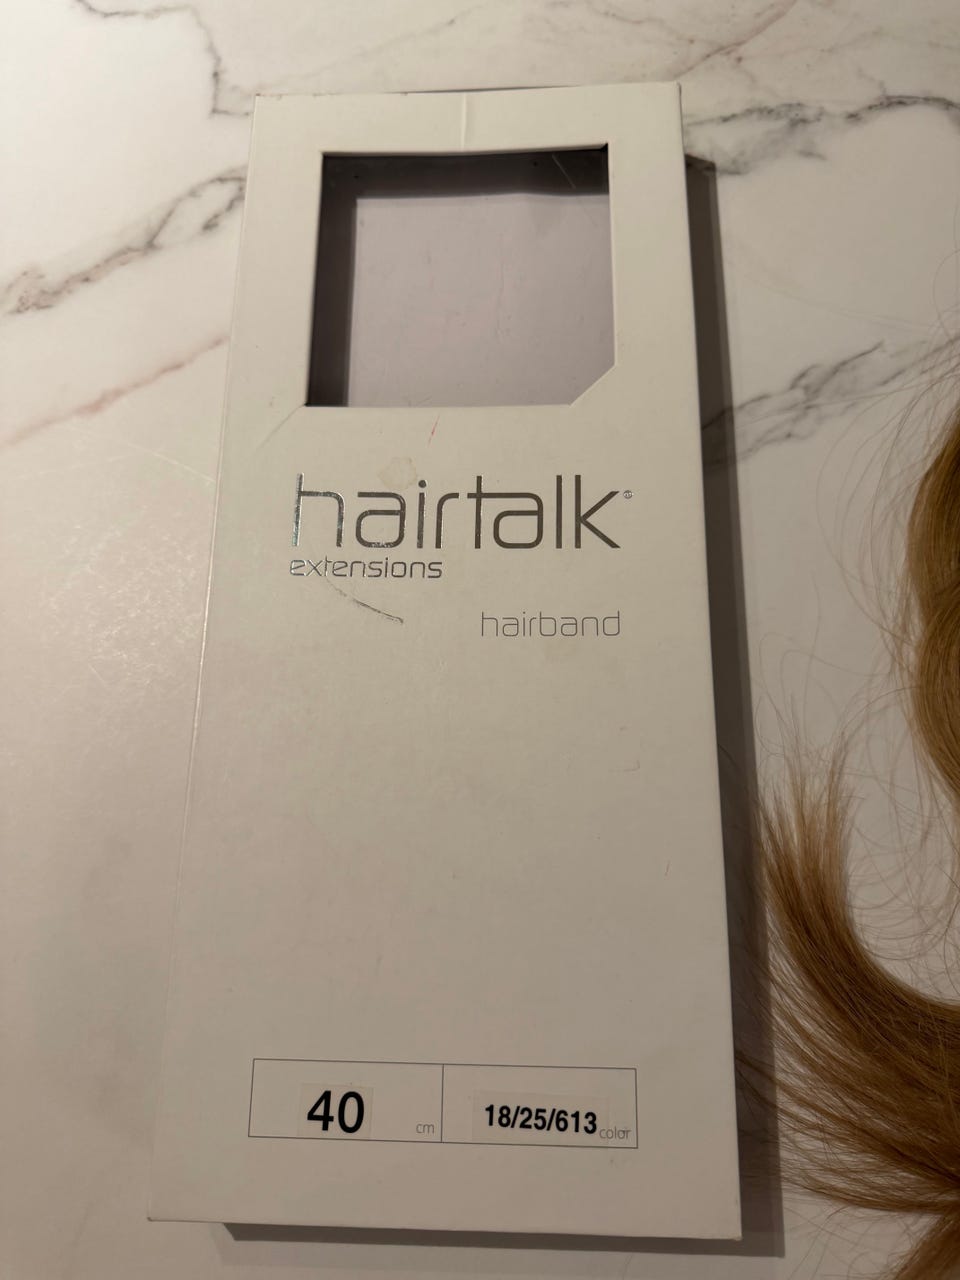 hairtalk®
extensions
hairband
40 cm
18/25/613 color